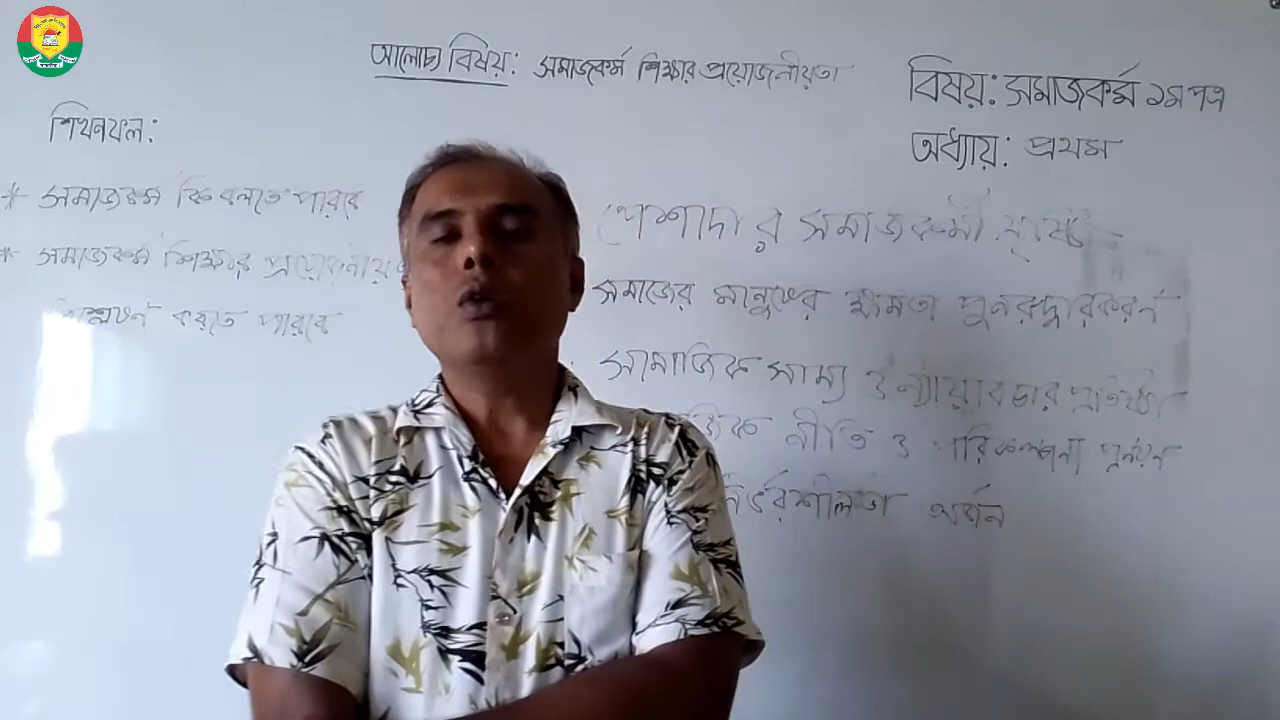 আলোচ্য বিষয়: সমাজকর্ম শিক্ষার প্রয়োজনীয়তা
বিষয়: সমাজকর্ম ১ম পত্র
অধ্যায়: প্রথম
শিখনফল:
* সমাজকর্ম কি বলতে পারবে
* সমাজকর্ম শিক্ষার প্রয়োজনীয়
করতে পারবে
পেশাদার সমাজকর্মী সৃষ্টি
সমাজের মানুষের ক্ষমতা পুনরুদ্ধারকরণ
সামাজিক সাম্য ও ন্যায়বিচার প্রতিষ্ঠা
নীতি ও পরিকল্পনা প্রণয়ন
নির্ভরশীলতা অর্জন